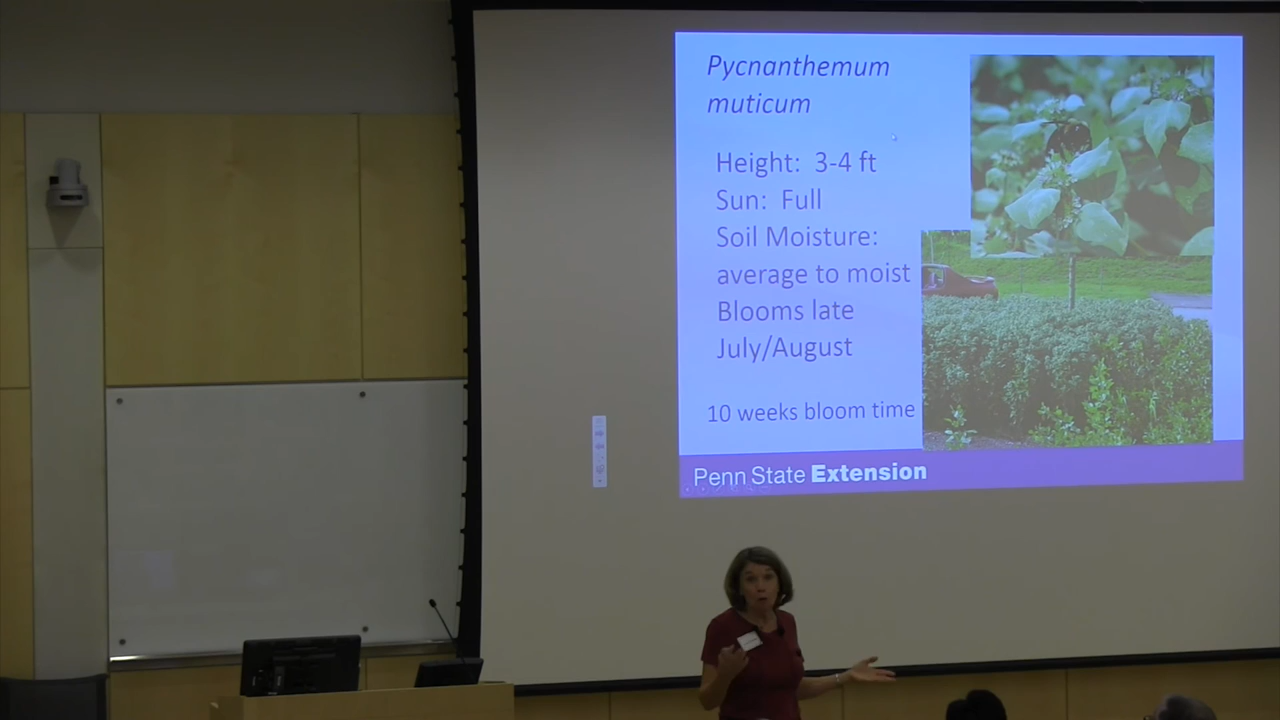 Pycnanthemum
muticum
Height: 3-4 ft
Sun: Full
Soil Moisture:
average to moist
Blooms late
July/August
10 weeks bloom time
Penn State Extension